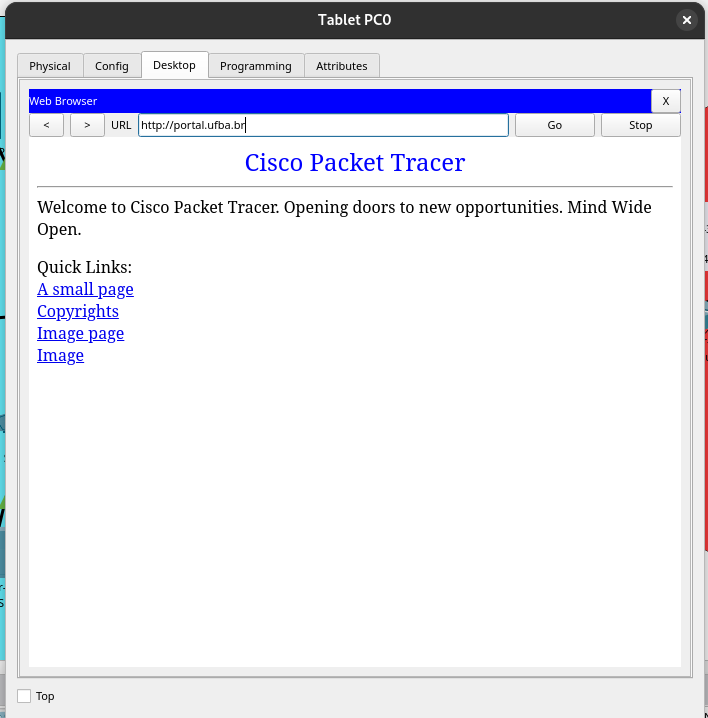 Tablet PC0
Physical Config Desktop Programming Attributes
Web Browser X
< > URL http://portal.ufba.br Go Stop
Cisco Packet Tracer
Welcome to Cisco Packet Tracer. Opening doors to new opportunities. Mind Wide
Open.
Quick Links:
A small page
Copyrights
Image page
Image
Top